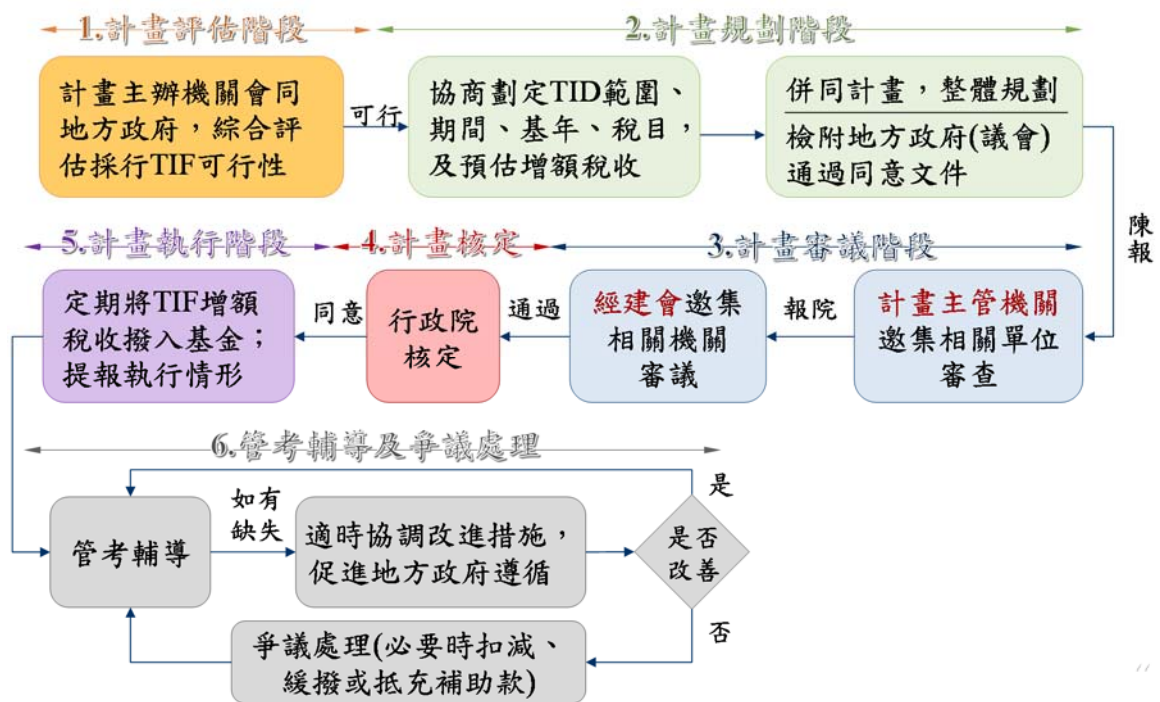 1.計畫評估階段
2.計畫規劃階段
計畫主辦機關會同
地方政府，綜合評
估採行TIF可行性
可行
協商劃定TID範圍、
期間、基年、稅目，
及預估增額稅收
併同計畫，整體規劃
檢附地方政府(議會)
通過同意文件
陳報
5.計畫執行階段
4.計畫核定
3.計畫審議階段
定期將TIF增額
稅收撥入基金；
提報執行情形
同意
行政院
核定
通過
經建會邀集
相關機關
審議
報院
計畫主管機關
邀集相關單位
審查
6.管考輔導及爭議處理
管考輔導
如有
缺失
適時協調改進措施，
促進地方政府遵循
是否
改善
是
否
爭議處理(必要時扣減、
緩撥或抵充補助款)